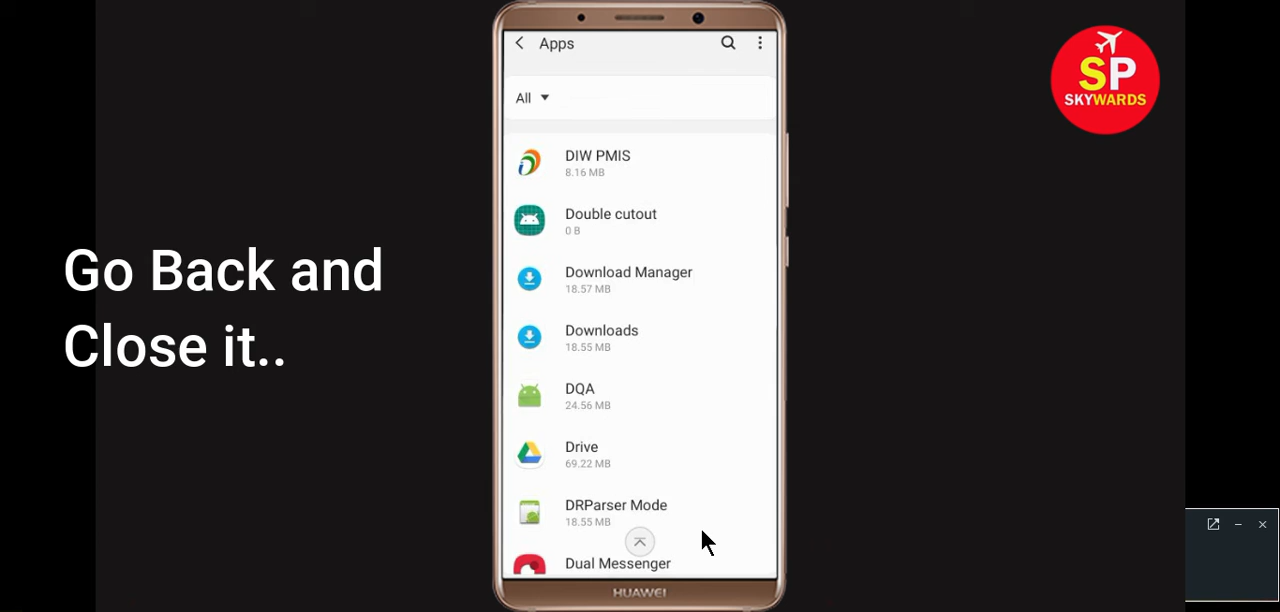 Apps
All
DIW PMIS
8.16 MB
Double cutout
0 B
Download Manager
18.57 MB
Downloads
18.55 MB
DQA
24.56 MB
Drive
69.22 MB
DRParser Mode
18.55 MB
Dual Messenger
HUAWEI
Go Back and
Close it..
SP
SKYWARDS